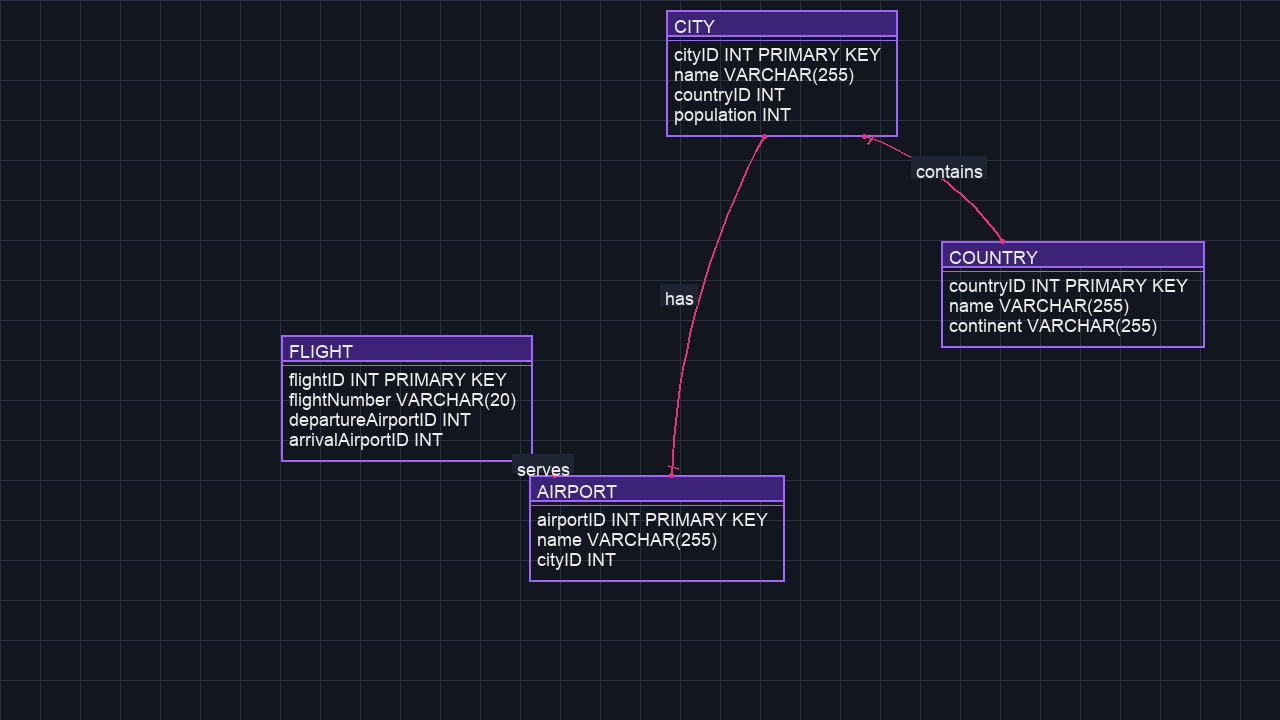 CITY
cityID INT PRIMARY KEY
name VARCHAR(255)
countryID INT
population INT
contains
COUNTRY
countryID INT PRIMARY KEY
name VARCHAR(255)
continent VARCHAR(255)
has
FLIGHT
flightID INT PRIMARY KEY
flightNumber VARCHAR(20)
departureAirportID INT
arrivalAirportID INT
serves
AIRPORT
airportID INT PRIMARY KEY
name VARCHAR(255)
cityID INT